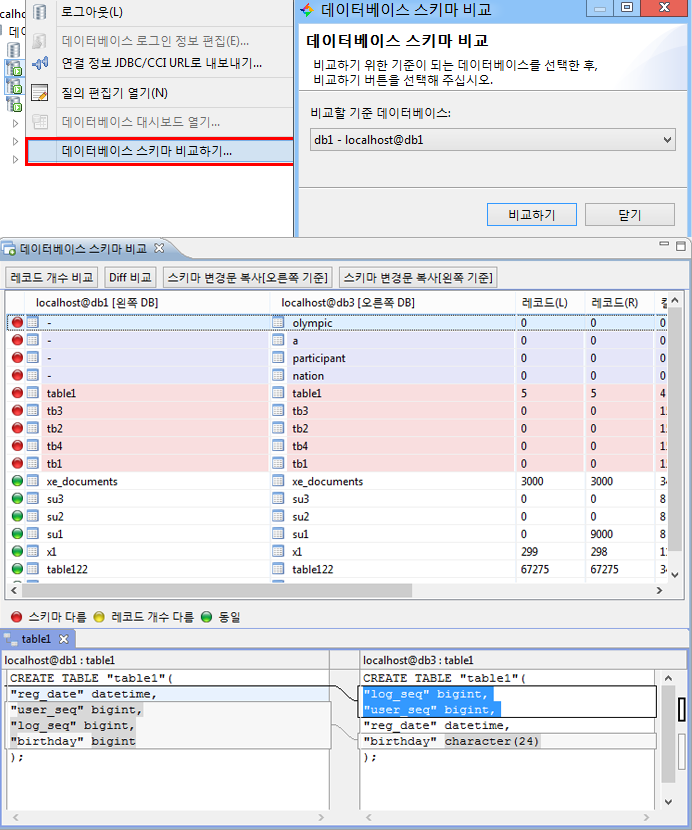 calhost
로그아웃(L)
데이
데이터베이스 로그인 정보 편집(E)...
연결 정보 JDBC/CCI URL로 내보내기...
질의 편집기 열기(N)
데이터베이스 대시보드 열기...
데이터베이스 스키마 비교하기...
데이터베이스 스키마 비교
데이터베이스 스키마 비교
비교하기 위한 기준이 되는 데이터베이스를 선택한 후,
비교하기 버튼을 선택해 주십시오.
비교할 기준 데이터베이스:
db1 - localhost@db1
비교하기 닫기
데이터베이스 스키마 비교
레코드 개수 비교 Diff 비교 스키마 변경문 복사[오른쪽 기준] 스키마 변경문 복사[왼쪽 기준]
localhost@db1 [왼쪽 DB] localhost@db3 [오른쪽 DB] 레코드(L) 레코드(R)
- olympic 0 0 0
- a 0 0 0
- participant 0 0 0
- nation 0 0 0
table1 table1 5 5 4
tb3 tb3 0 0
tb2 tb2 0 0
tb4 tb4 0 0
tb1 tb1 0 0
xe_documents xe_documents 3000 3000
su3 su3 0 0 8
su2 su2 0 0 8
su1 su1 0 9000 8
x1 x1 299 298
table122 table122 67275 67275
스키마 다름 레코드 개수 다름 동일
table1
localhost@db1 : table1
CREATE TABLE "table1"(
"reg_date" datetime,
"user_seq" bigint,
"log_seq" bigint,
"birthday" bigint
);
localhost@db3 : table1
CREATE TABLE "table1"(
"log_seq" bigint,
"user_seq" bigint,
"reg_date" datetime,
"birthday" character(24)
);